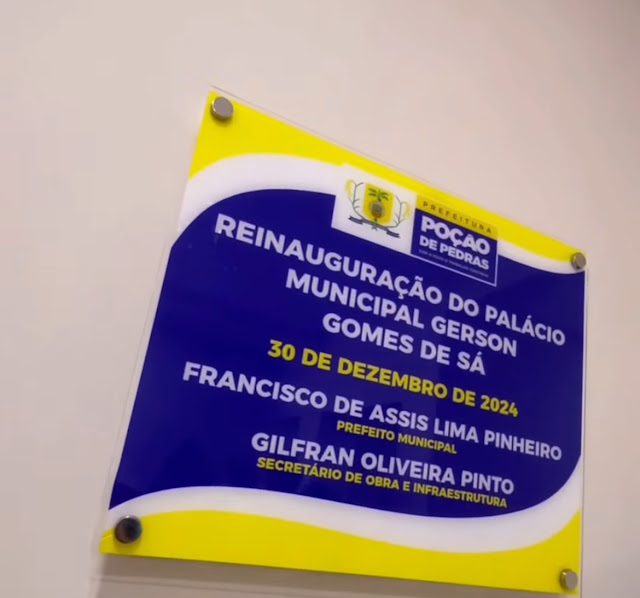 PREFEITURA
POÇÃO
DE PEDRAS
REINAUGURAÇÃO DO PALÁCIO
MUNICIPAL GERSON
GOMES DE SÁ
30 DE DEZEMBRO DE 2024
FRANCISCO DE ASSIS LIMA PINHEIRO
PREFEITO MUNICIPAL
GILFRAN OLIVEIRA PINTO
SECRETÁRIO DE OBRA E INFRAESTRUTURA